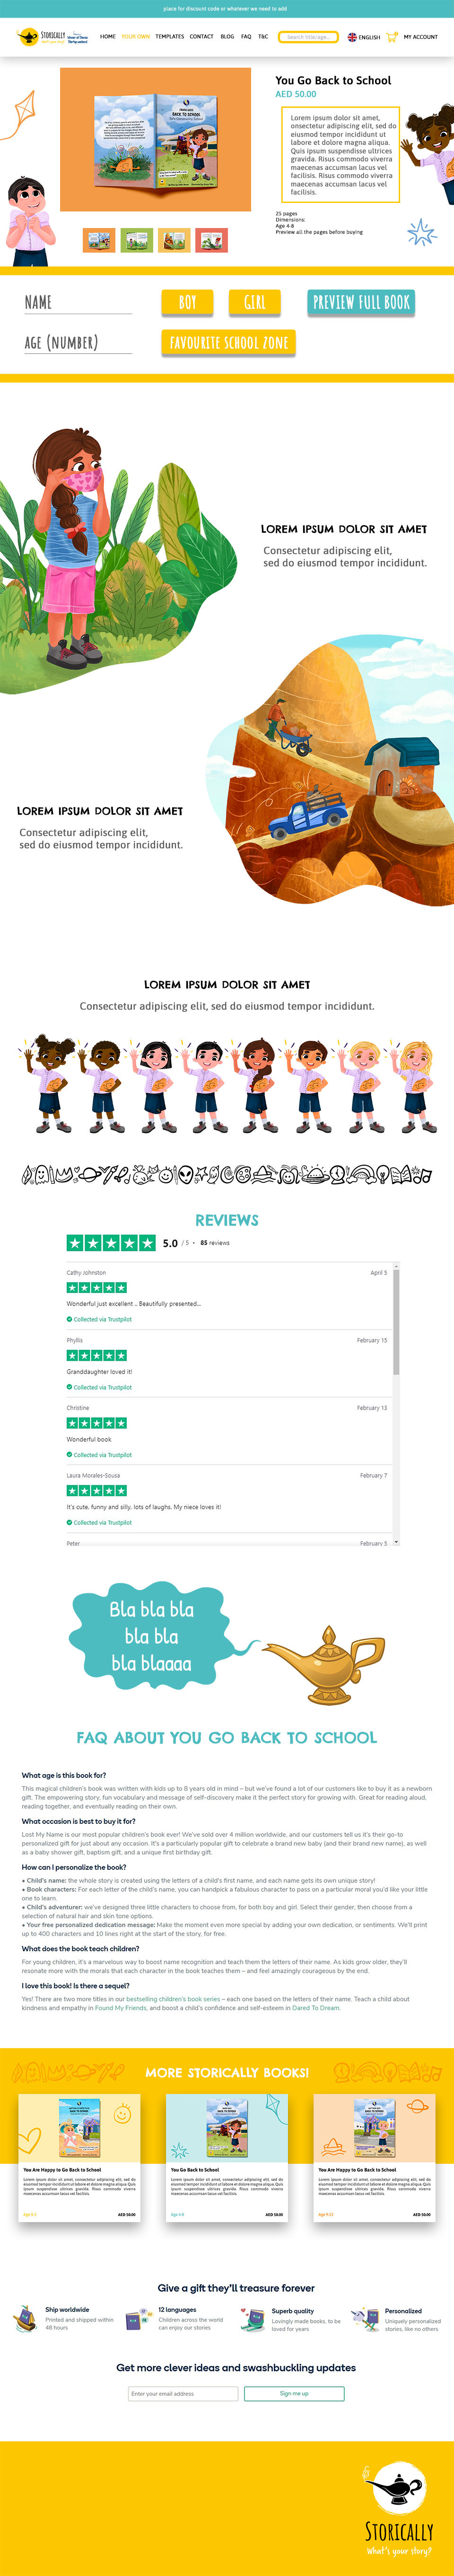 place for discount code or whatever we need to add
STORICALLY
HOME YOUR OWN TEMPLATES CONTACT BLOG FAQ T&C
Search title/age...
ENGLISH
MY ACCOUNT
You Go Back to School
AED 50.00
Lorem ipsum dolor sit amet,
onsectetur adipiscing elit, sed do
labore et dolore magna aliqua.
Quis ipsum suspendisse ultrices
gravida. Risus commodo viverra
maecenas accumsan lacus vel
facilisis. Risus commodo viverra
maecenas accumsan lacus vel
facilisis.
25 pages
Dimensions:
Age 4-8
Preview all the pages before buying
BACK TO SCHOOL
NAME
BOY
GIRL
PREVIEW FULL BOOK
AGE (NUMBER)
FAVOURITE SCHOOL ZONE
LOREM IPSUM DOLOR SIT AMET
Consectetur adipiscing elit,
sed do eiusmod tempor incididunt.
LOREM IPSUM DOLOR SIT AMET
Consectetur adipiscing elit,
sed do eiusmod tempor incididunt.
LOREM IPSUM DOLOR SIT AMET
Consectetur adipiscing elit, sed do eiusmod tempor incididunt.
REVIEWS
5.0 / 5 • 85 reviews
Cathy Johnston April 5
Wonderful just excellent .. Beautifully presented...
Collected via Trustpilot
Phyllis February 15
Granddaughter loved it!
Collected via Trustpilot
Christine February 13
Wonderful book
Collected via Trustpilot
Laura Morales-Sousa February 7
It's cute, funny and silly, lots of laughs. My niece loves it!
Collected via Trustpilot
Peter February 5
Bla bla bla
bla bla
bla blaaaa
FAQ ABOUT YOU GO BACK TO SCHOOL
What age is this book for?
This magical children's book was written with kids up to 8 years old in mind – but we've found a lot of our customers like to buy it as a newborn
gift. The empowering story, fun vocabulary and message of self-discovery make it the perfect story for growing with. Great for reading aloud,
reading together, and eventually reading on their own.
What occasion is best to buy it for?
Lost My Name is our most popular children's book ever! We've sold over 4 million worldwide, and our customers tell us it's their go-to
personalized gift for just about any occasion. It's a particularly popular gift to celebrate a brand new baby (and their brand new name), as well
as a baby shower gift, baptism gift, and a unique first birthday gift.
How can I personalize the book?
• Child's name: the whole story is created using the letters of a child's first name, and each name gets its own unique story!
• Book characters: For each letter of the child's name, you can handpick a fabulous character to pass on a particular moral you'd like your little
one to learn.
• Child's adventurer: we've designed three little characters to choose from, for both boy and girl. Select their gender, then choose from a
selection of natural hair and skin tone options.
• Your free personalized dedication message: Make the moment even more special by adding your own dedication, or sentiments. We'll print
up to 400 characters and 10 lines right at the start of the story, for free.
What does the book teach children?
For young children, it's a marvelous way to boost name recognition and teach them the letters of their name. As kids grow older, they'll
resonate more with the morals that each character in the book teaches them – and feel amazingly courageous by the end.
I love this book! Is there a sequel?
Yes! There are two more titles in our bestselling children's book series – each one based on the letters of their name. Teach a child about
kindness and empathy in Found My Friends, and boost a child's confidence and self-esteem in Dared To Dream.
MORE STORICALLY BOOKS!
You Are Happy to Go Back to School
Lorem ipsum dolor sit amet, consectetur adipiscing elit, sed do
eiusmod tempor incididunt ut labore et dolore magna aliqua. Quis
ipsum suspendisse ultrices gravida. Risus commodo viverra
maecenas accumsan lacus vel facilisis.
AED 50.00
You Go Back to School
Lorem ipsum dolor sit amet, consectetur adipiscing elit, sed do
eiusmod tempor incididunt ut labore et dolore magna aliqua. Quis
ipsum suspendisse ultrices gravida. Risus commodo viverra
maecenas accumsan lacus vel facilisis.
Age 4-8 AED 50.00
You Are Happy to Go Back to School
Lorem ipsum dolor sit amet, consectetur adipiscing elit, sed do
eiusmod tempor incididunt ut labore et dolore magna aliqua. Quis
ipsum suspendisse ultrices gravida. Risus commodo viverra
maecenas accumsan lacus vel facilisis.
AED 50.00
Give a gift they'll treasure forever
Ship worldwide
Printed and shipped within
48 hours
12 languages
Children across the world
can enjoy our stories
Superb quality
Lovingly made books, to be
loved for years
Personalized
Uniquely personalized
stories, like no others
Get more clever ideas and swashbuckling updates
Enter your email address
Sign me up
STORICALLY
What's your story?